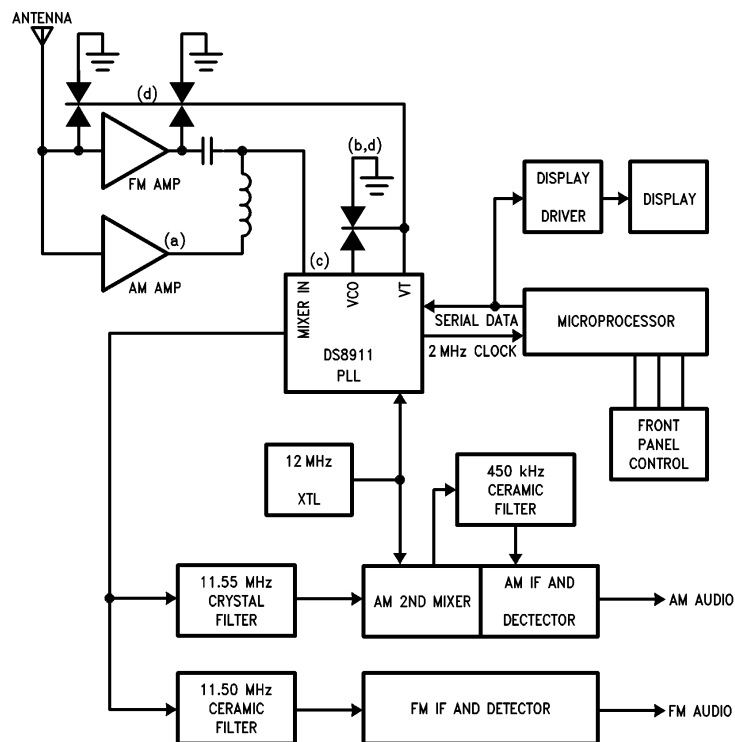 ANTENNA
(d)
FM AMP
(a)
AM AMP
(b,d)
(c)
MIXER IN
VCO
VT
DS8911
PLL
SERIAL DATA
2 MHz CLOCK
DISPLAY
DRIVER
DISPLAY
MICROPROCESSOR
FRONT
PANEL
CONTROL
12 MHz
XTL
450 kHz
CERAMIC
FILTER
11.55 MHz
CRYSTAL
FILTER
AM 2ND MIXER
AM IF AND
DECTECTOR
AM AUDIO
11.50 MHz
CERAMIC
FILTER
FM IF AND DETECTOR
FM AUDIO